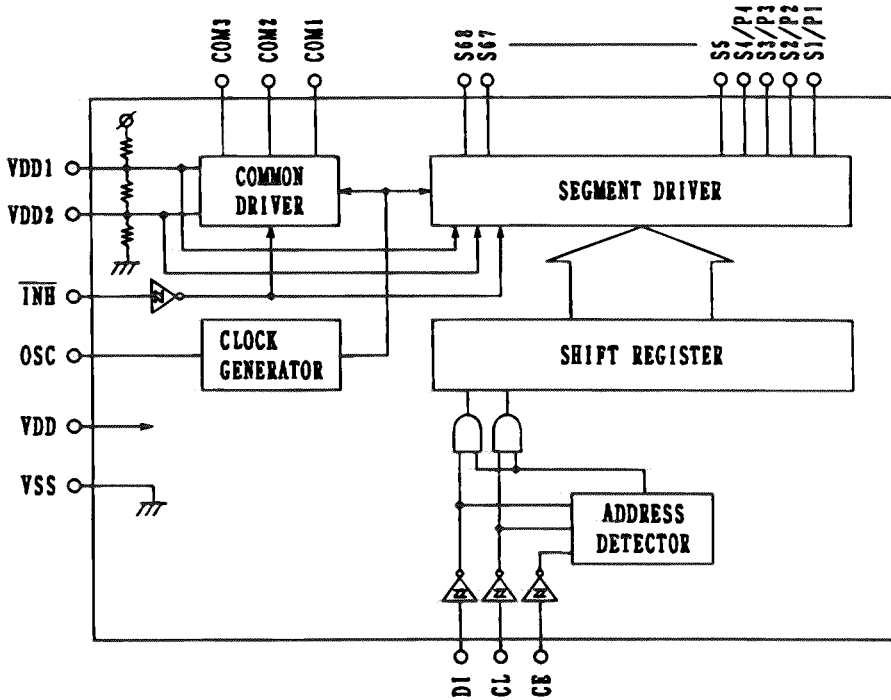 COM3
COM2
COM1
S68
S67
S5
S4/P4
S3/P3
S2/P2
S1/P1
VDD1
VDD2
INH
OSC
VDD
VSS
COMMON
DRIVER
SEGMENT DRIVER
CLOCK
GENERATOR
SHIFT REGISTER
ADDRESS
DETECTOR
DI
CL
CE